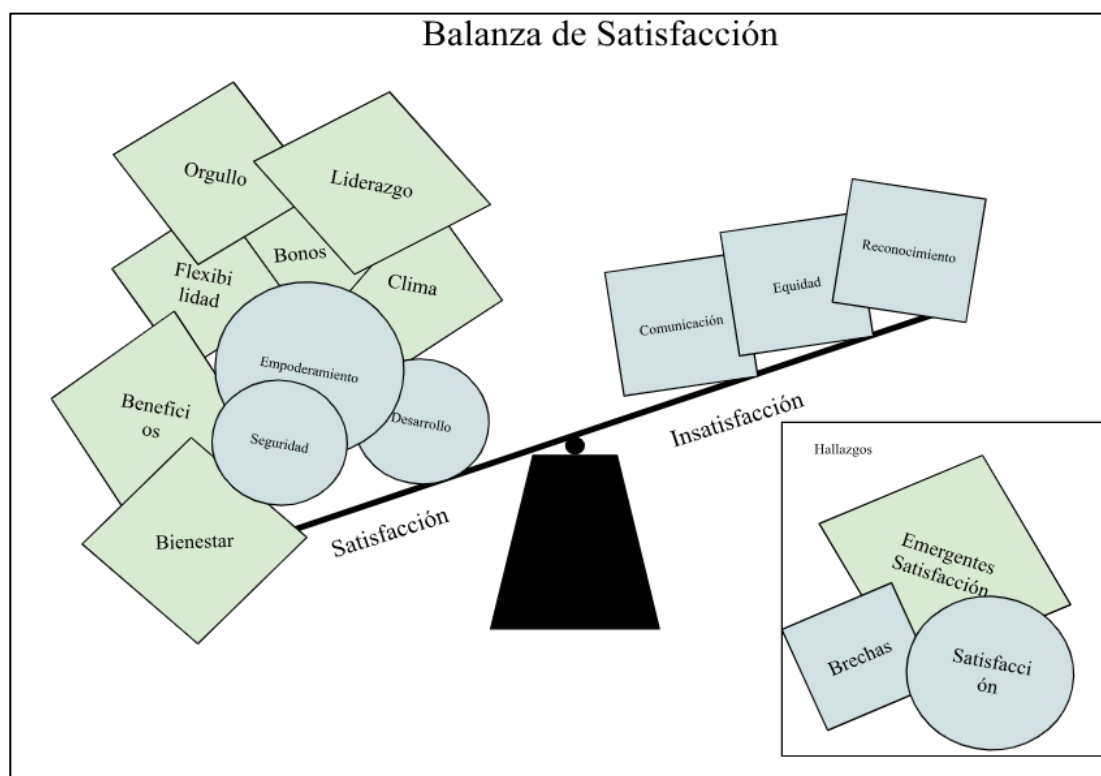 Balanza de Satisfacción
Orgullo
Liderazgo
Bonos
Flexibi
lidad
Clima
Empoderamiento
Benefici
os
Desarrollo
Seguridad
Bienestar
Satisfacción
Reconocimiento
Equidad
Comunicación
Insatisfacción
Hallazgos
Emergentes
Satisfacción
Brechas
Satisfacci
ón